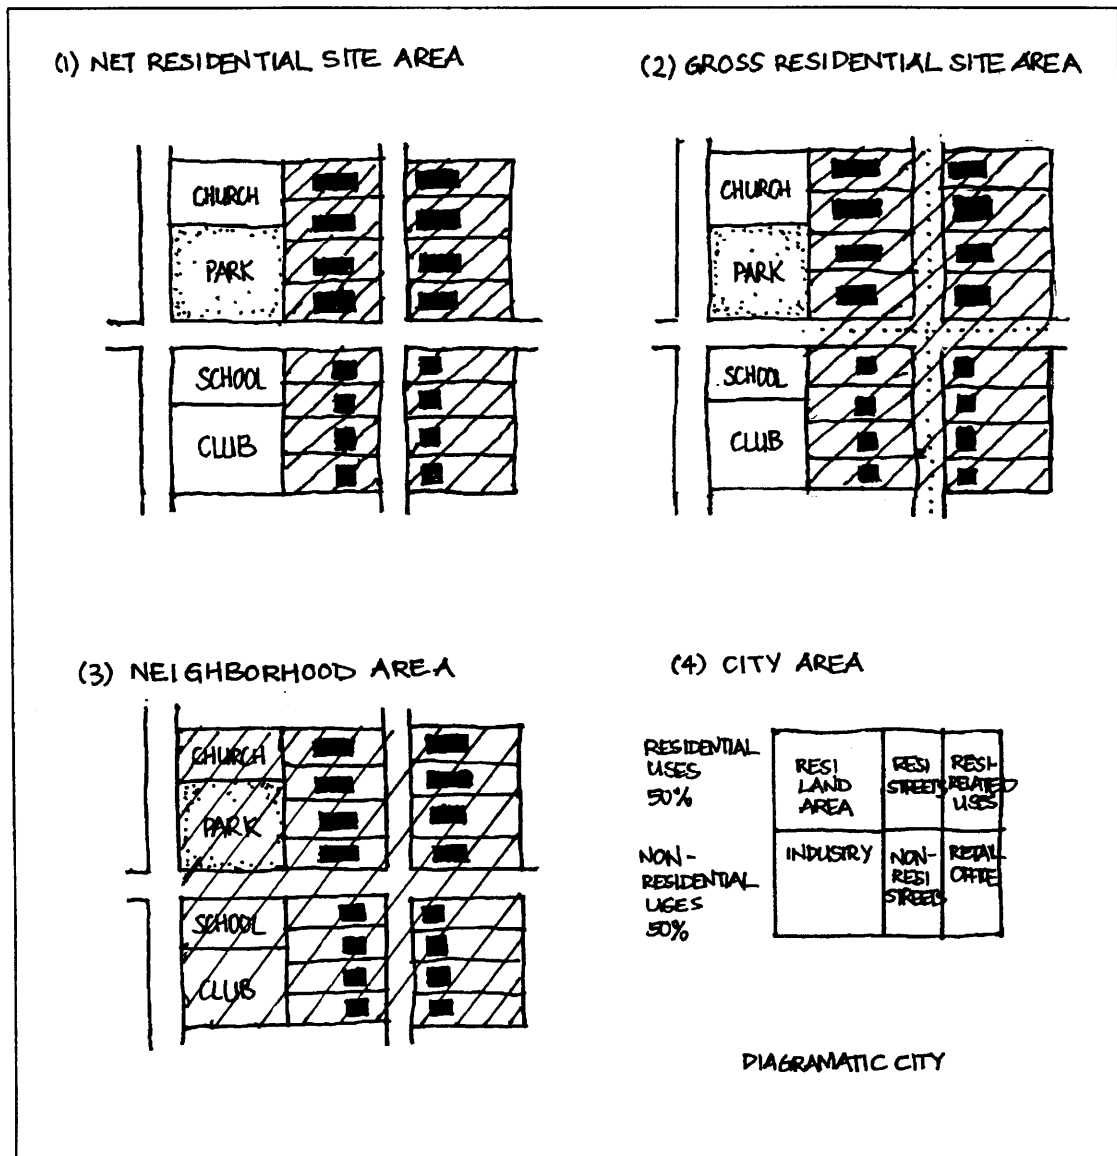 (1) NET RESIDENTIAL SITE AREA
CHURCH
PARK
SCHOOL
CLUB
(2) GROSS RESIDENTIAL SITE AREA
CHURCH
PARK
SCHOOL
CLUB
(3) NEIGHBORHOOD AREA
CHURCH
PARK
SCHOOL
CLUB
(4) CITY AREA
RESIDENTIAL
USES
50%
RESI
LAND
AREA
RESI
STREETS
RESI-
RELATED
USES
NON-
RESIDENTIAL
USES
50%
INDUSTRY
NON-
RESI
STREETS
RETAIL
OFFICE
DIAGRAMATIC CITY